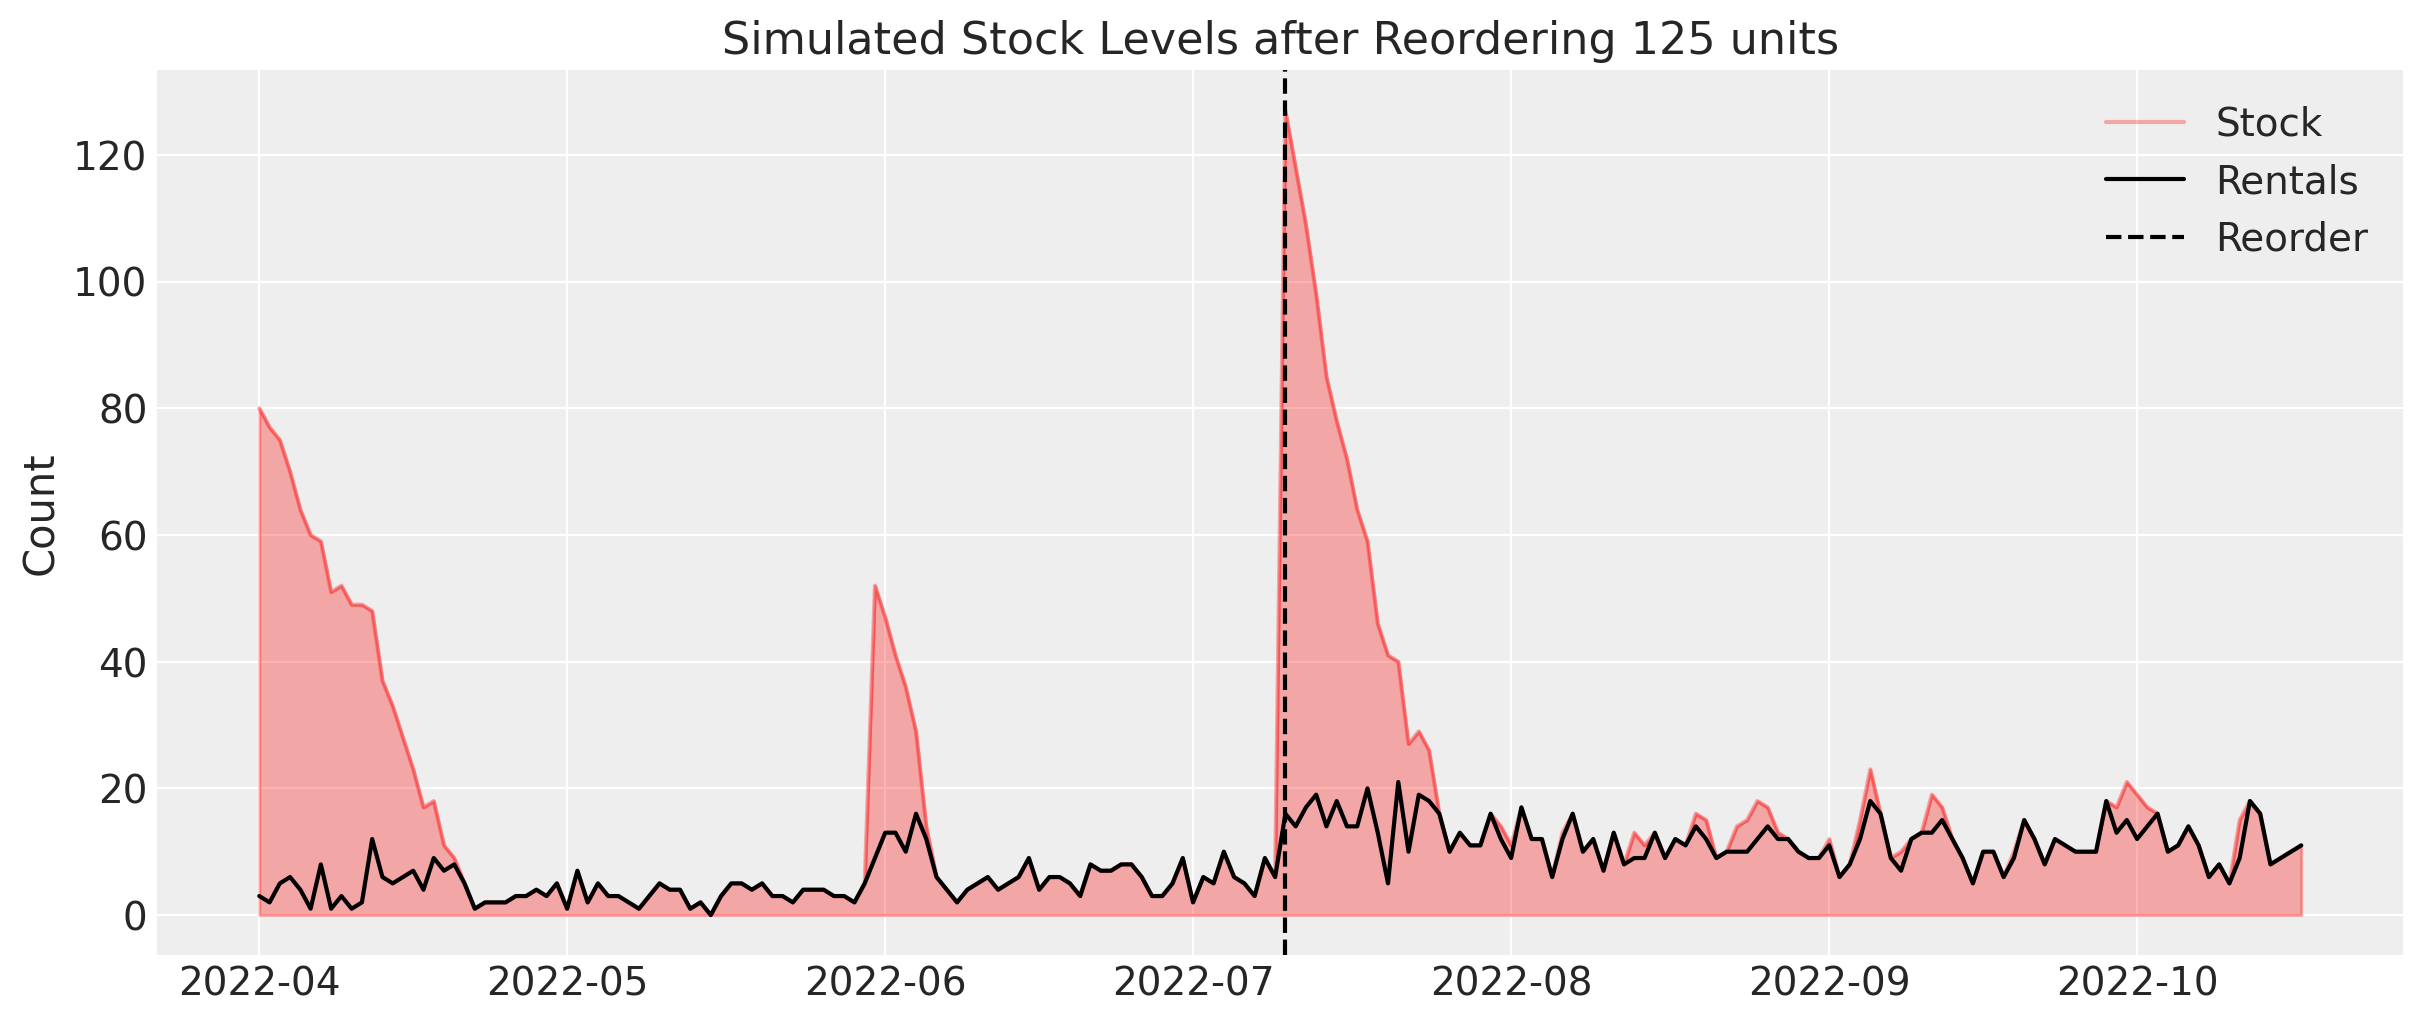 Simulated Stock Levels after Reordering 125 units
Stock
Rentals
Reorder
Count
120
100
80
60
40
20
0
2022-04 2022-05 2022-06 2022-07 2022-08 2022-09 2022-10